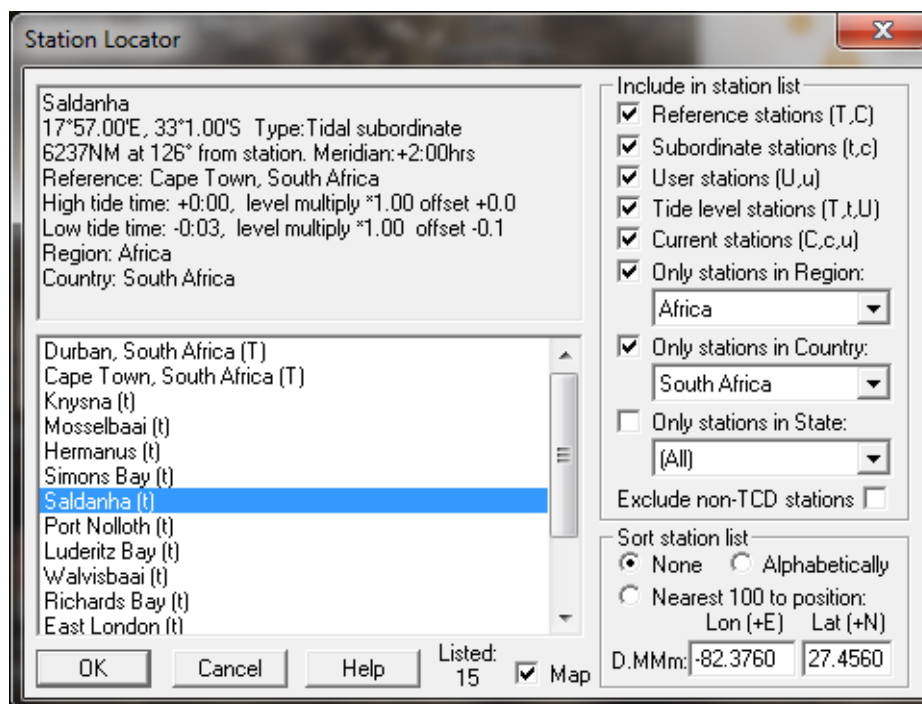 Station Locator
Saldanha
17°57.00'E, 33°1.00'S Type:Tidal subordinate
6237NM at 126° from station. Meridian:+2:00hrs
Reference: Cape Town, South Africa
High tide time: +0:00, level multiply *1.00 offset +0.0
Low tide time: -0:03, level multiply *1.00 offset -0.1
Region: Africa
Country: South Africa
Durban, South Africa (T)
Cape Town, South Africa (T)
Knysna (t)
Mosselbaai (t)
Hermanus (t)
Simons Bay (t)
Saldanha (t)
Port Nolloth (t)
Luderitz Bay (t)
Walvisbaai (t)
Richards Bay (t)
East London (t)
OK
Cancel
Help
Listed:
15
Map
Include in station list
Reference stations (T,C)
Subordinate stations (t,c)
User stations (U,u)
Tide level stations (T,t,U)
Current stations (C,c,u)
Only stations in Region:
Africa
Only stations in Country:
South Africa
Only stations in State:
(All)
Exclude non-TCD stations
Sort station list
None Alphabetically
Nearest 100 to position:
Lon (+E) Lat (+N)
D.MMm: -82.3760 27.4560